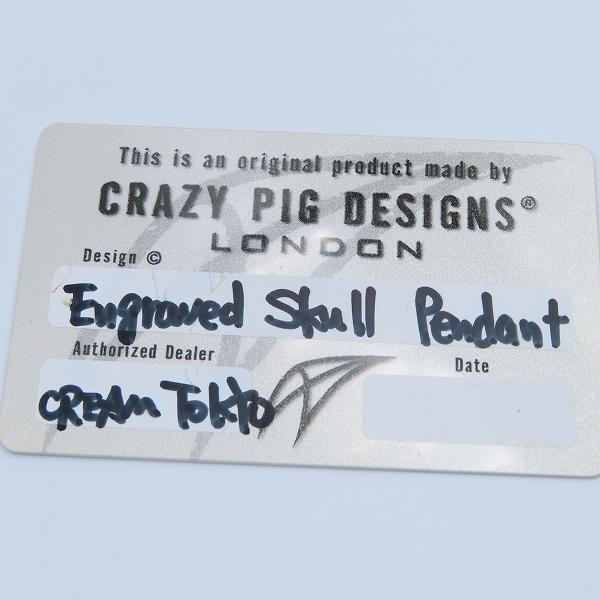 This is an original product made by
CRAZY PIG DESIGNS®
LONDON
Design ©
Engraved Skull Pendant
Authorized Dealer
Date
CREAM TOKYO